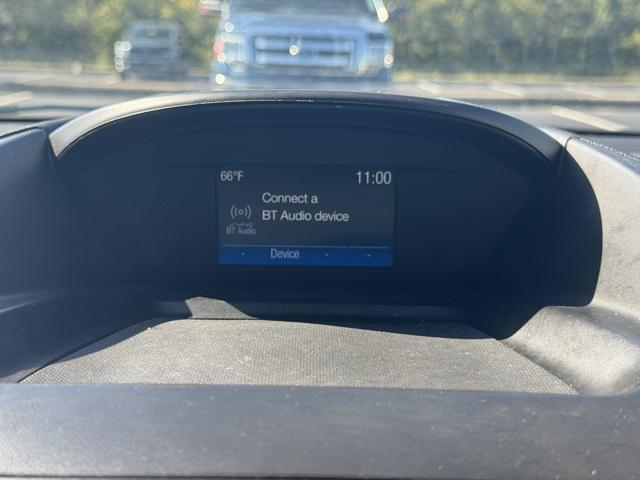 66°F 11:00
Connect a
BT Audio device
BT Audio
- Device - -